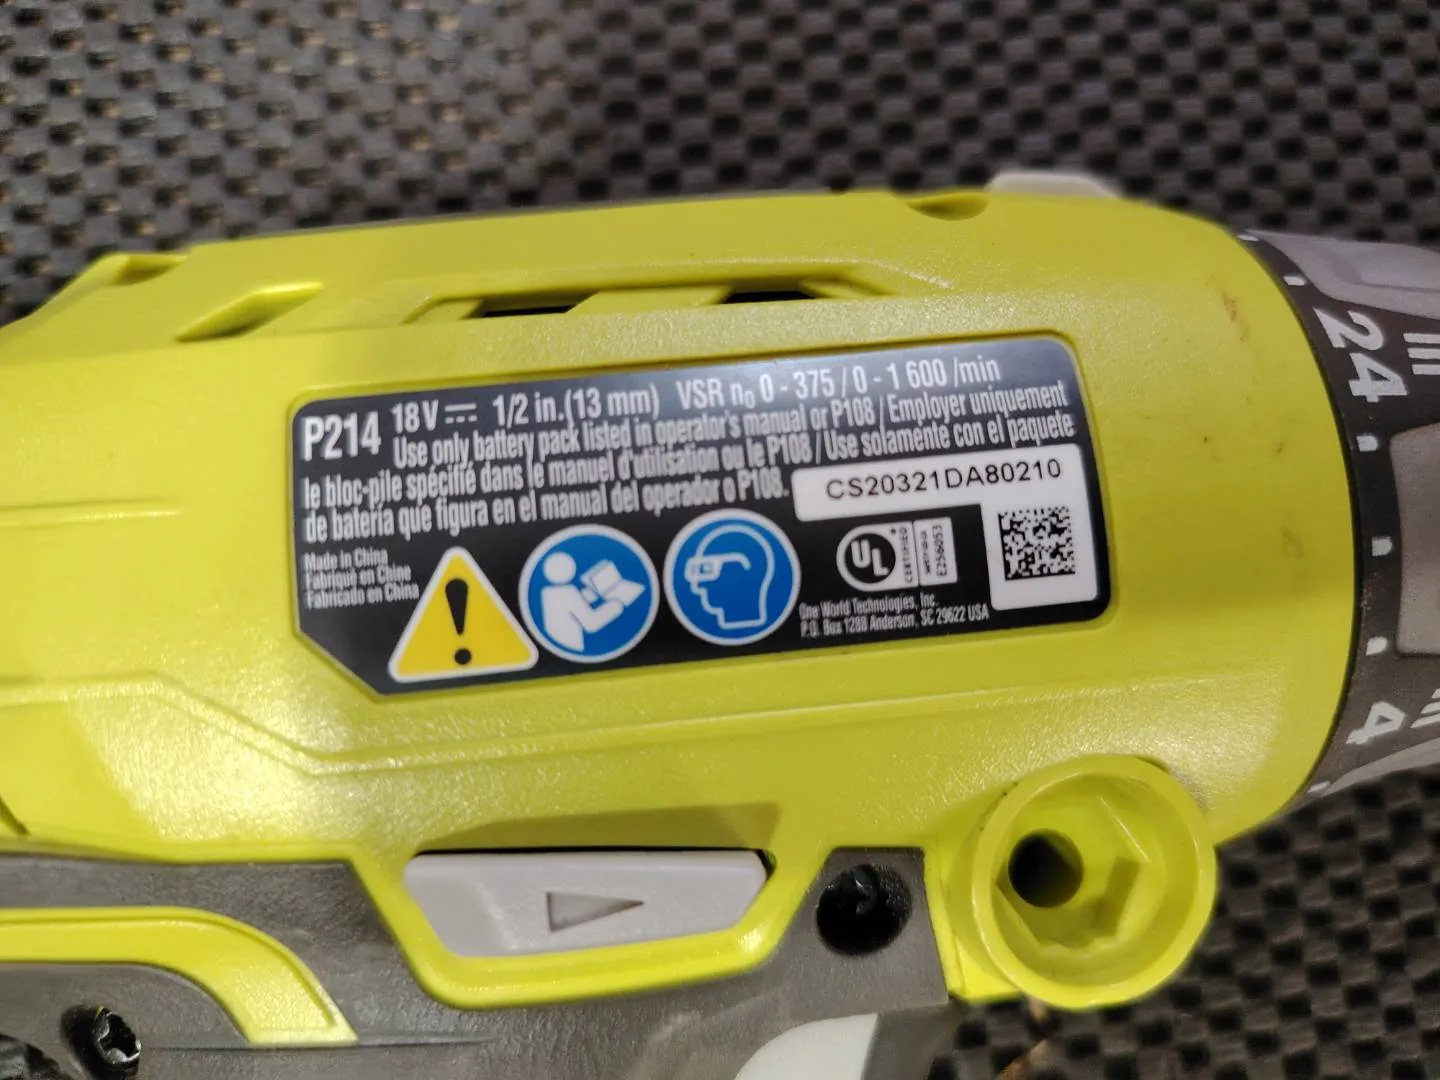 P214 18V ⎓ 1/2 in.(13 mm) VSR n₀ 0 - 375 / 0 - 1 600 /min
Use only battery pack listed in operator's manual or P108 / Employer uniquement
le bloc-pile spécifié dans le manuel d'utilisation ou le P108 / Use solamente con el paquete
de batería que figura en el manual del operador o P108.
CS20321DA80210
Made in China
Fabriqué en Chine
Fabricado en China
UL
CERTIFIED
E256053
One World Technologies, Inc.
P.O. Box 1288 Anderson, SC 29622 USA
24
4